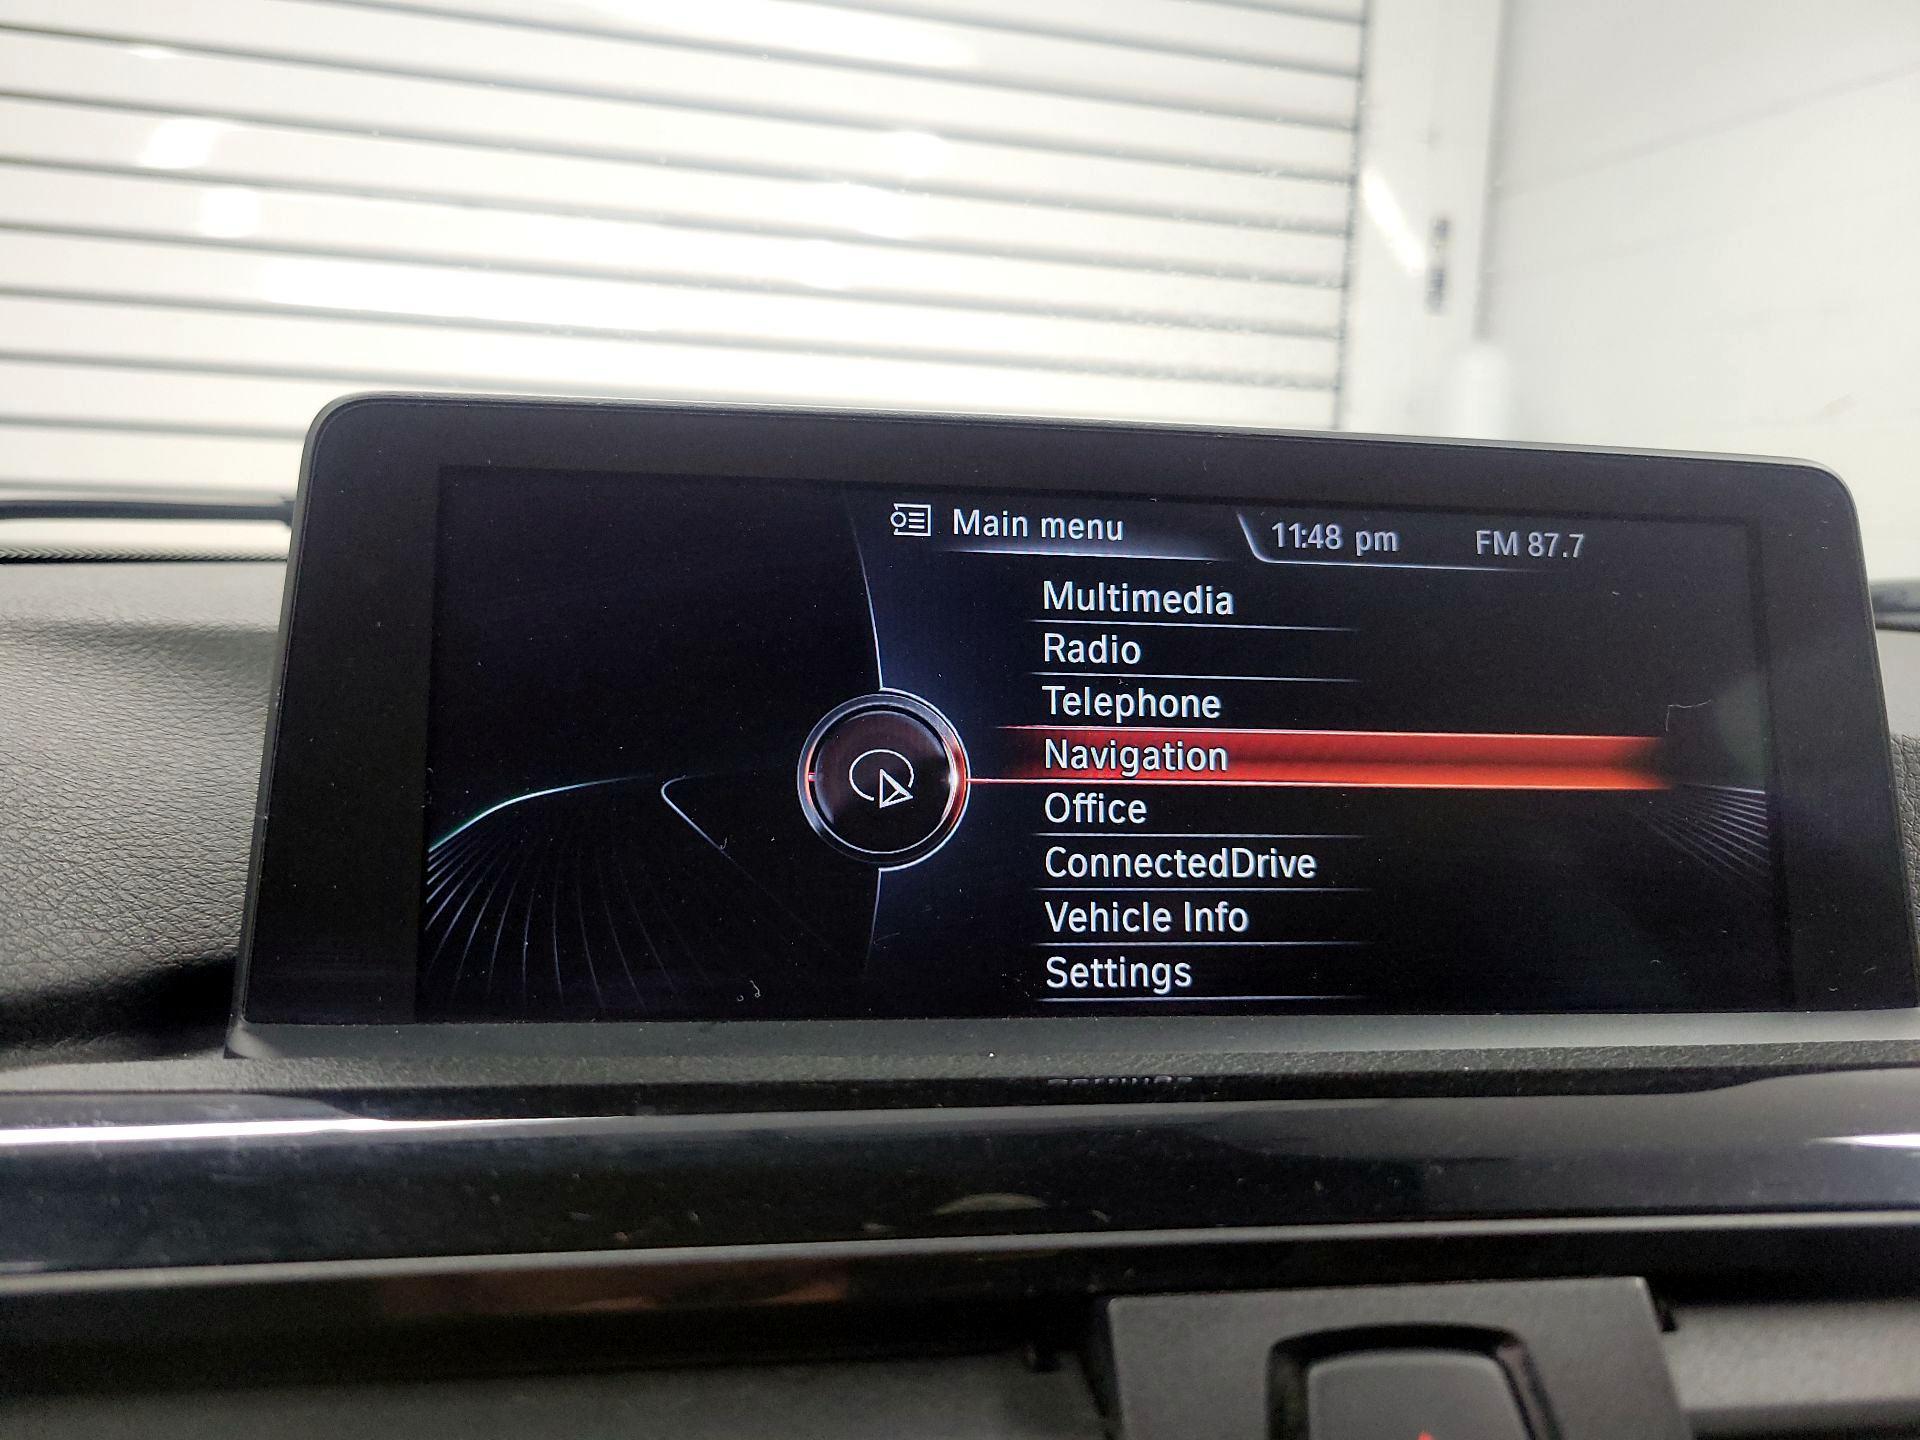 Main menu 11:48 pm FM 87.7
Multimedia
Radio
Telephone
Navigation
Office
ConnectedDrive
Vehicle Info
Settings